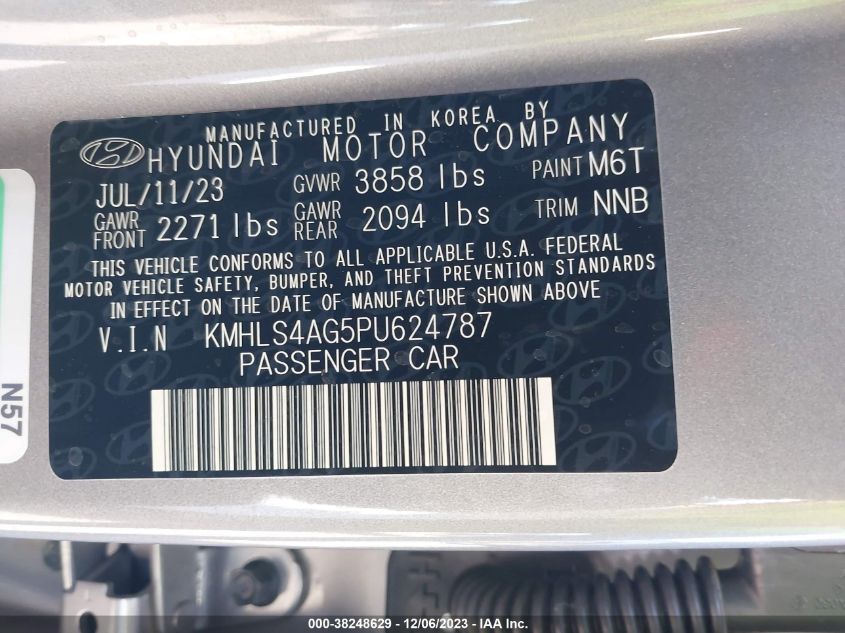 MANUFACTURED IN KOREA BY
HYUNDAI MOTOR COMPANY
JUL/11/23 GVWR 3858 lbs PAINT M6T
GAWR FRONT 2271 lbs GAWR REAR 2094 lbs TRIM NNB
THIS VEHICLE CONFORMS TO ALL APPLICABLE U.S.A. FEDERAL
MOTOR VEHICLE SAFETY, BUMPER, AND THEFT PREVENTION STANDARDS
IN EFFECT ON THE DATE OF MANUFACTURE SHOWN ABOVE
V.I.N KMHLS4AG5PU624787
PASSENGER CAR
N57
000-38248629 - 12/06/2023 - © IAA, LLC